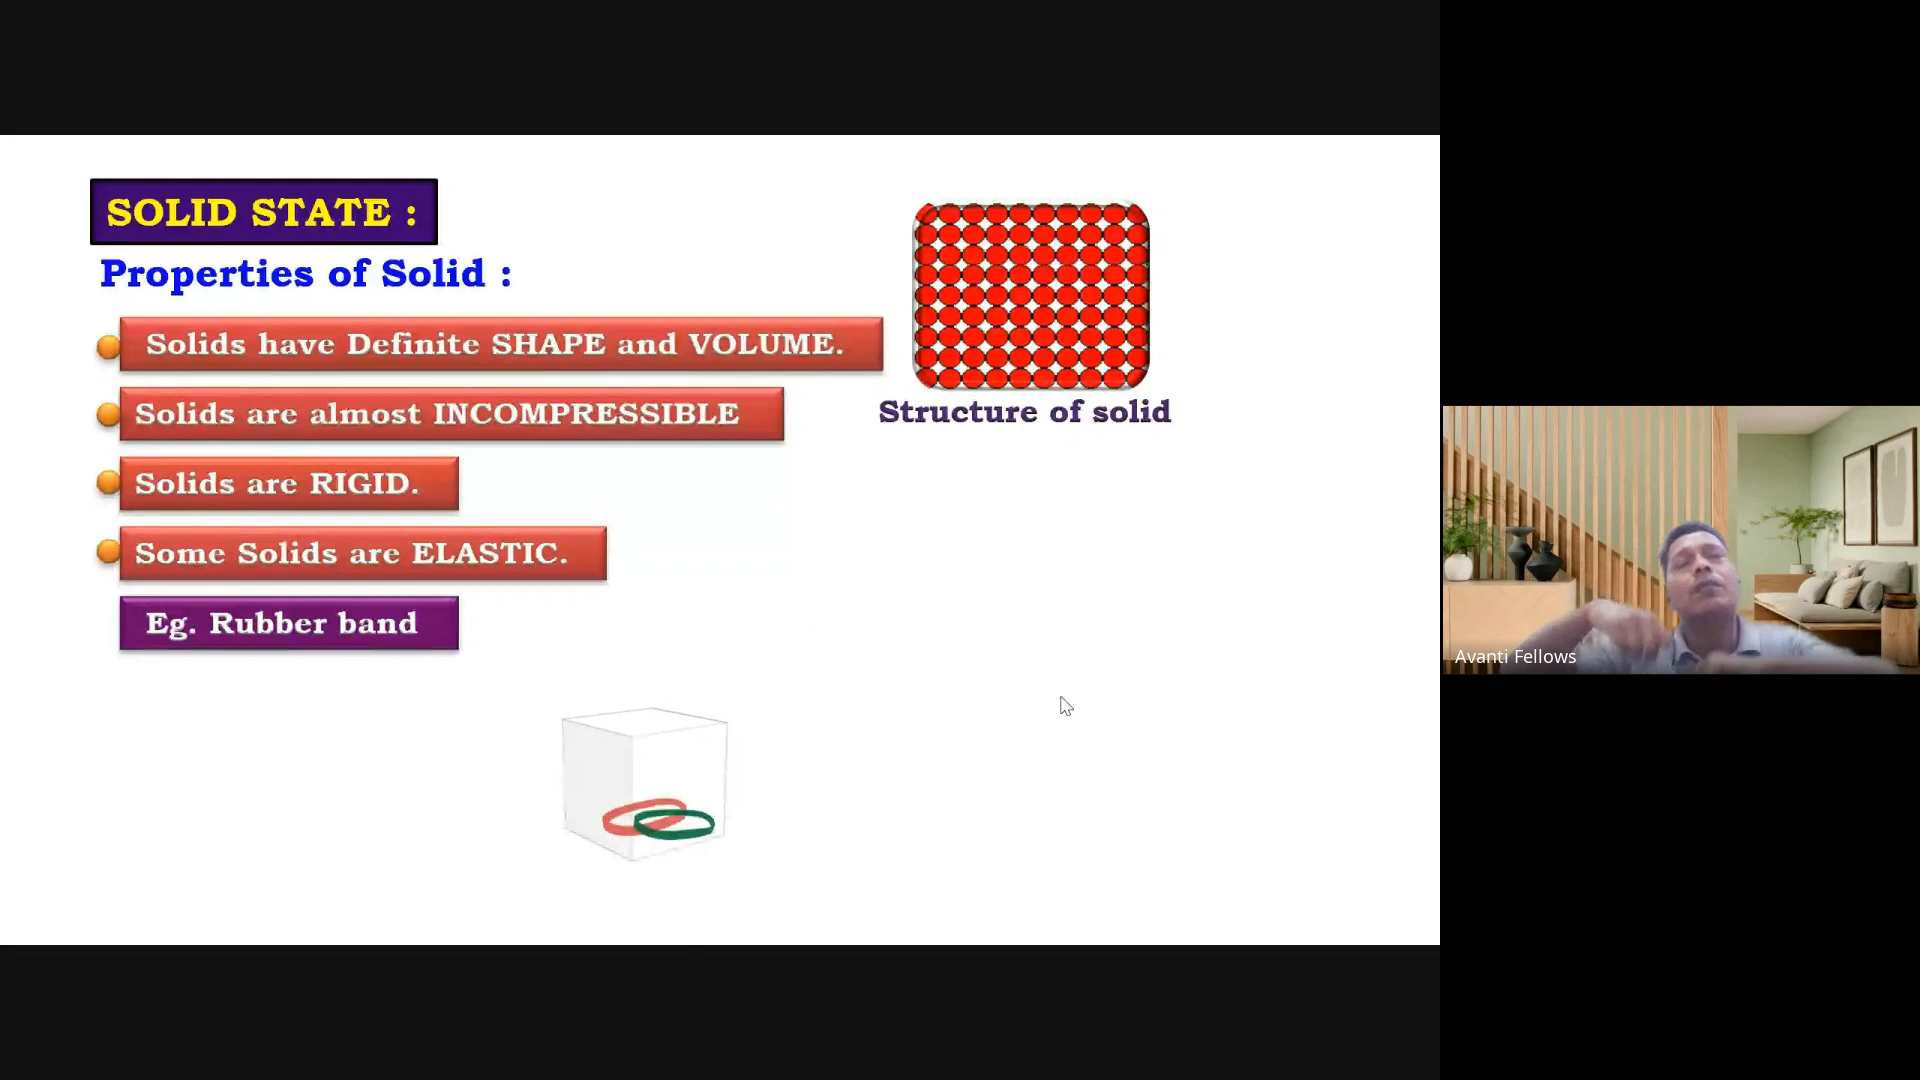 SOLID STATE :
Properties of Solid :
Solids have Definite SHAPE and VOLUME.
Solids are almost INCOMPRESSIBLE
Solids are RIGID.
Some Solids are ELASTIC.
Eg. Rubber band
Structure of solid
Avanti Fellows